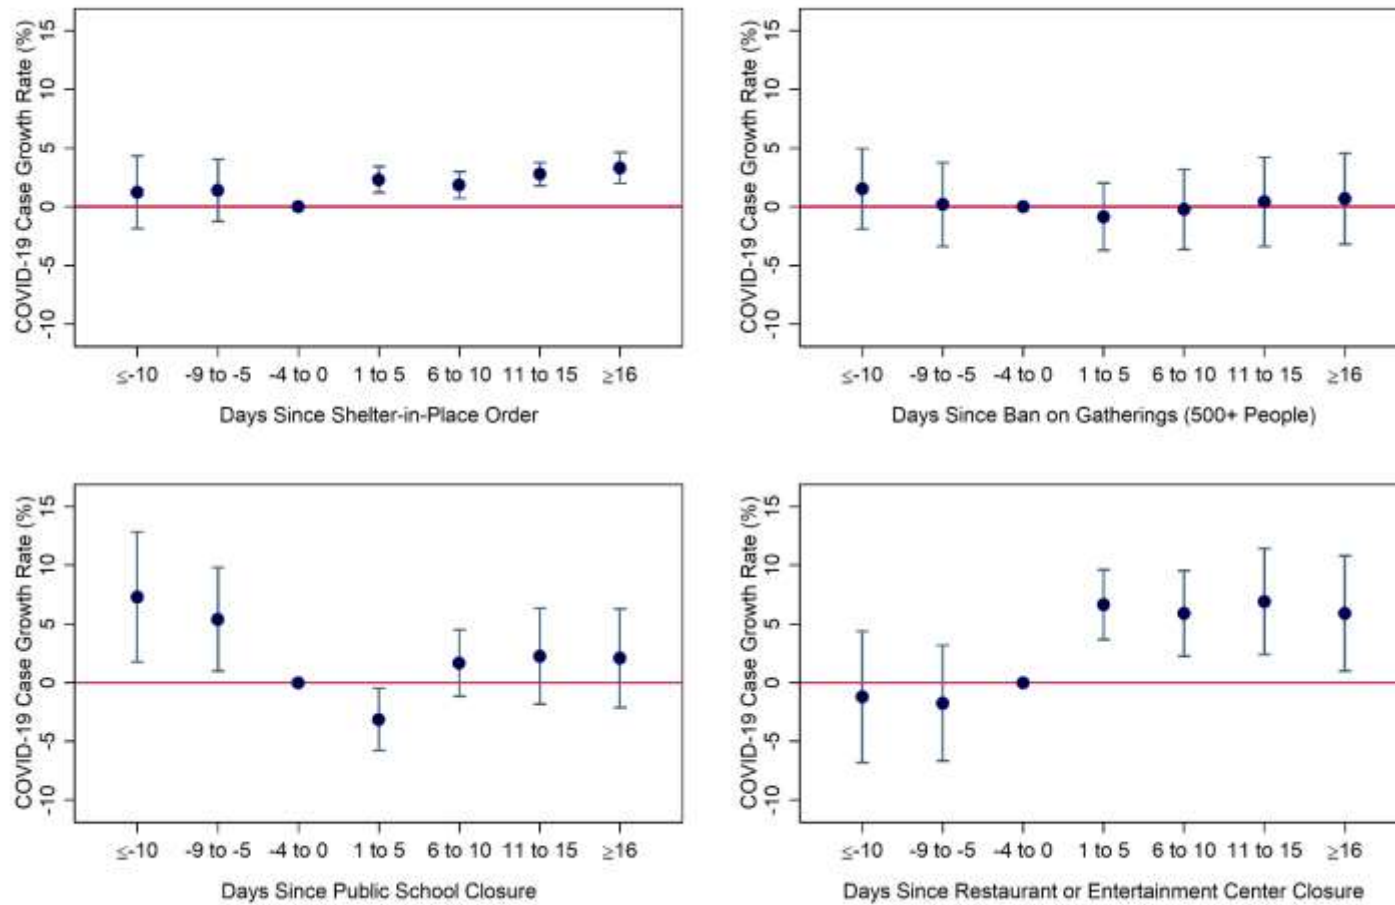 COVID-19 Case Growth Rate (%)
15
10
5
0
-5
-10
≤-10 -9 to -5 -4 to 0 1 to 5 6 to 10 11 to 15 ≥16
Days Since Shelter-in-Place Order
COVID-19 Case Growth Rate (%)
15
10
5
0
-5
-10
≤-10 -9 to -5 -4 to 0 1 to 5 6 to 10 11 to 15 ≥16
Days Since Ban on Gatherings (500+ People)
COVID-19 Case Growth Rate (%)
15
10
5
0
-5
-10
≤-10 -9 to -5 -4 to 0 1 to 5 6 to 10 11 to 15 ≥16
Days Since Public School Closure
COVID-19 Case Growth Rate (%)
15
10
5
0
-5
-10
≤-10 -9 to -5 -4 to 0 1 to 5 6 to 10 11 to 15 ≥16
Days Since Restaurant or Entertainment Center Closure